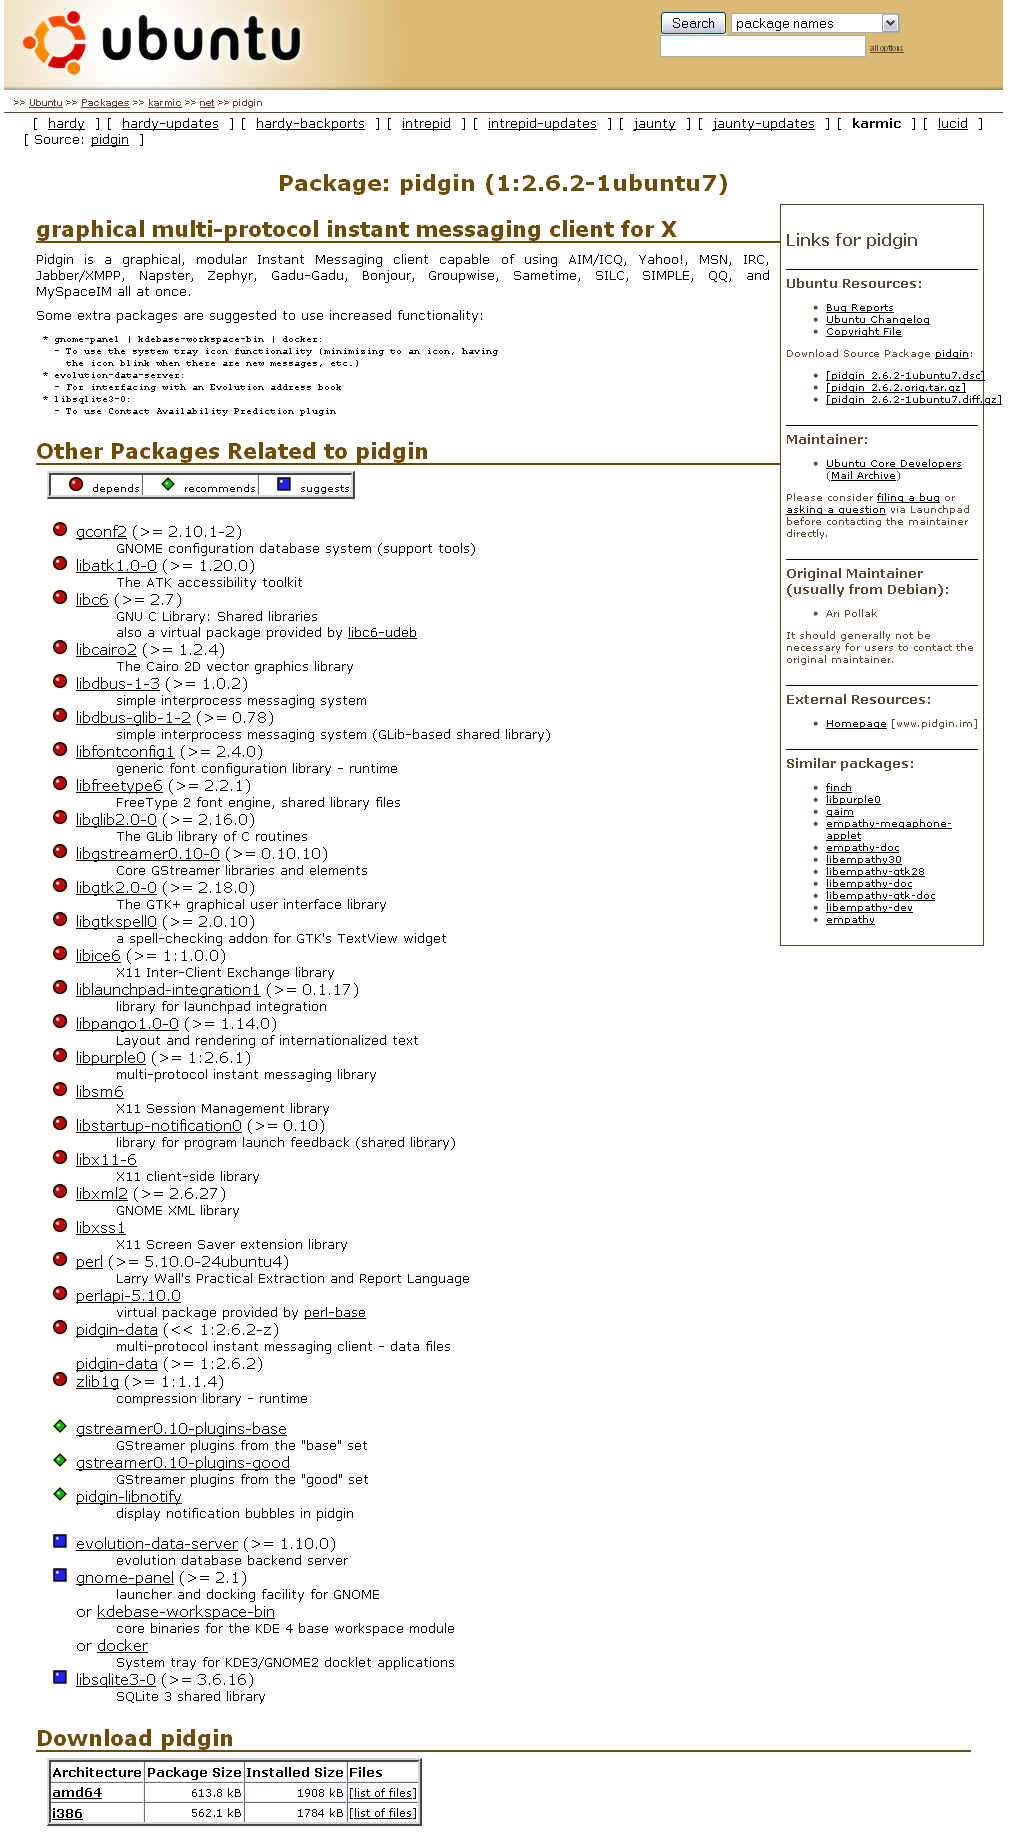 ubuntu
Search package names
all options
>> Ubuntu >> Packages >> karmic >> net >> pidgin
[ hardy ] [ hardy-updates ] [ hardy-backports ] [ intrepid ] [ intrepid-updates ] [ jaunty ] [ jaunty-updates ] [ karmic ] [ lucid ]
[ Source: pidgin ]
Package: pidgin (1:2.6.2-1ubuntu7)
graphical multi-protocol instant messaging client for X
Pidgin is a graphical, modular Instant Messaging client capable of using AIM/ICQ, Yahoo!, MSN, IRC,
Jabber/XMPP, Napster, Zephyr, Gadu-Gadu, Bonjour, Groupwise, Sametime, SILC, SIMPLE, QQ, and
MySpaceIM all at once.
Some extra packages are suggested to use increased functionality:
* gnome-panel | kdebase-workspace-bin | docker:
- To use the system tray icon functionality (minimizing to an icon, having
the icon blink when there are new messages, etc.)
* evolution-data-server:
- For interfacing with an Evolution address book
* libsqlite3-0:
- To use Contact Availability Prediction plugin
Other Packages Related to pidgin
depends recommends suggests
gconf2 (>= 2.10.1-2)
GNOME configuration database system (support tools)
libatk1.0-0 (>= 1.20.0)
The ATK accessibility toolkit
libc6 (>= 2.7)
GNU C Library: Shared libraries
also a virtual package provided by libc6-udeb
libcairo2 (>= 1.2.4)
The Cairo 2D vector graphics library
libdbus-1-3 (>= 1.0.2)
simple interprocess messaging system
libdbus-glib-1-2 (>= 0.78)
simple interprocess messaging system (GLib-based shared library)
libfontconfig1 (>= 2.4.0)
generic font configuration library - runtime
libfreetype6 (>= 2.2.1)
FreeType 2 font engine, shared library files
libglib2.0-0 (>= 2.16.0)
The GLib library of C routines
libgstreamer0.10-0 (>= 0.10.10)
Core GStreamer libraries and elements
libgtk2.0-0 (>= 2.18.0)
The GTK+ graphical user interface library
libgtkspell0 (>= 2.0.10)
a spell-checking addon for GTK's TextView widget
libice6 (>= 1:1.0.0)
X11 Inter-Client Exchange library
liblaunchpad-integration1 (>= 0.1.17)
library for launchpad integration
libpango1.0-0 (>= 1.14.0)
Layout and rendering of internationalized text
libpurple0 (>= 1:2.6.1)
multi-protocol instant messaging library
libsm6
X11 Session Management library
libstartup-notification0 (>= 0.10)
library for program launch feedback (shared library)
libx11-6
X11 client-side library
libxml2 (>= 2.6.27)
GNOME XML library
libxss1
X11 Screen Saver extension library
perl (>= 5.10.0-24ubuntu4)
Larry Wall's Practical Extraction and Report Language
perlapi-5.10.0
virtual package provided by perl-base
pidgin-data (<< 1:2.6.2-z)
multi-protocol instant messaging client - data files
pidgin-data (>= 1:2.6.2)
zlib1g (>= 1:1.1.4)
compression library - runtime
gstreamer0.10-plugins-base
GStreamer plugins from the "base" set
gstreamer0.10-plugins-good
GStreamer plugins from the "good" set
pidgin-libnotify
display notification bubbles in pidgin
evolution-data-server (>= 1.10.0)
evolution database backend server
gnome-panel (>= 2.1)
launcher and docking facility for GNOME
or kdebase-workspace-bin
core binaries for the KDE 4 base workspace module
or docker
System tray for KDE3/GNOME2 docklet applications
libsqlite3-0 (>= 3.6.16)
SQLite 3 shared library
Links for pidgin
Ubuntu Resources:
Bug Reports
Ubuntu Changelog
Copyright File
Download Source Package pidgin:
[pidgin_2.6.2-1ubuntu7.dsc]
[pidgin_2.6.2.orig.tar.gz]
[pidgin_2.6.2-1ubuntu7.diff.gz]
Maintainer:
Ubuntu Core Developers
(Mail Archive)
Please consider filing a bug or
asking a question via Launchpad
before contacting the maintainer
directly.
Original Maintainer
(usually from Debian):
Ari Pollak
It should generally not be
necessary for users to contact the
original maintainer.
External Resources:
Homepage [www.pidgin.im]
Similar packages:
finch
libpurple0
gaim
empathy-megaphone-
applet
empathy-doc
libempathy30
libempathy-gtk28
libempathy-doc
libempathy-gtk-doc
libempathy-dev
empathy
Download pidgin
Architecture Package Size Installed Size Files
amd64 613.8 kB 1908 kB [list of files]
i386 562.1 kB 1784 kB [list of files]